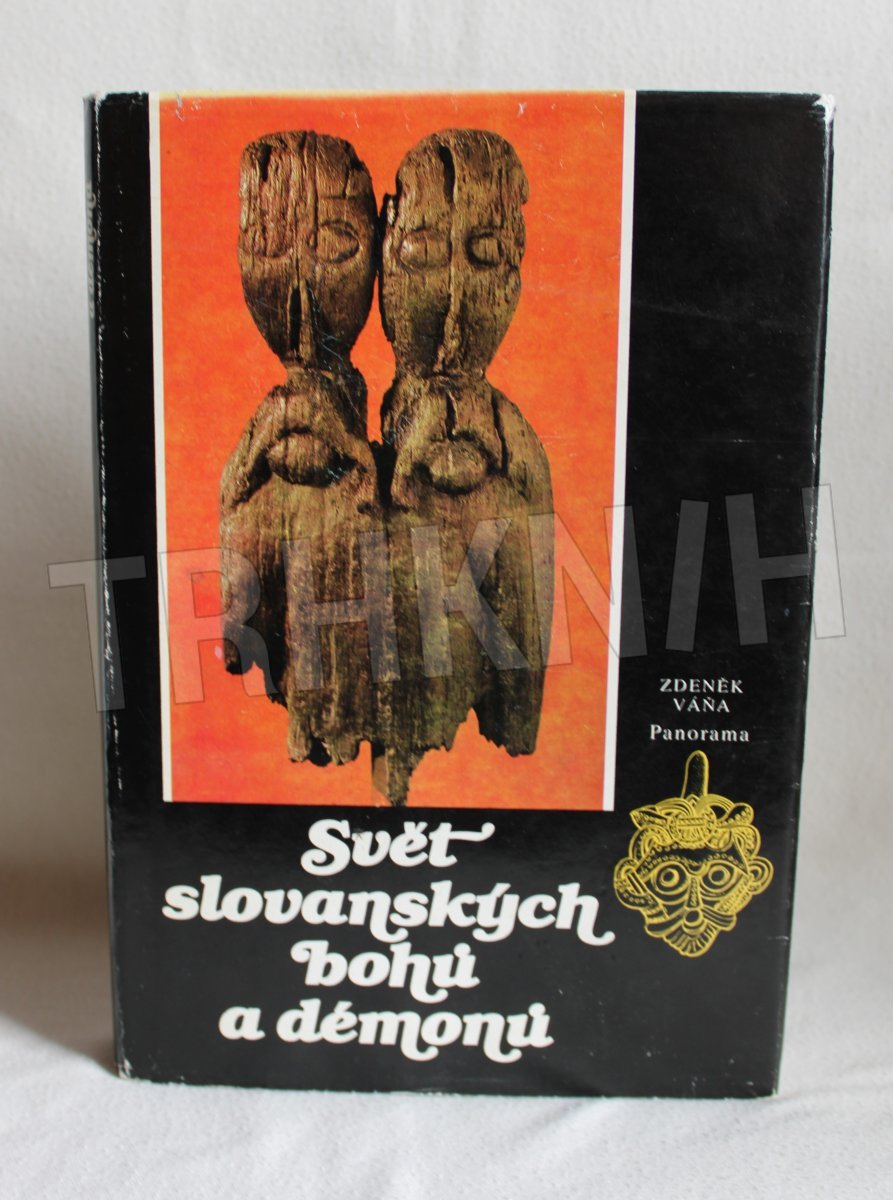 TRHKNIH
ZDENĚK
VÁŇA
Panorama
Svět
slovanských
bohů
a démonů